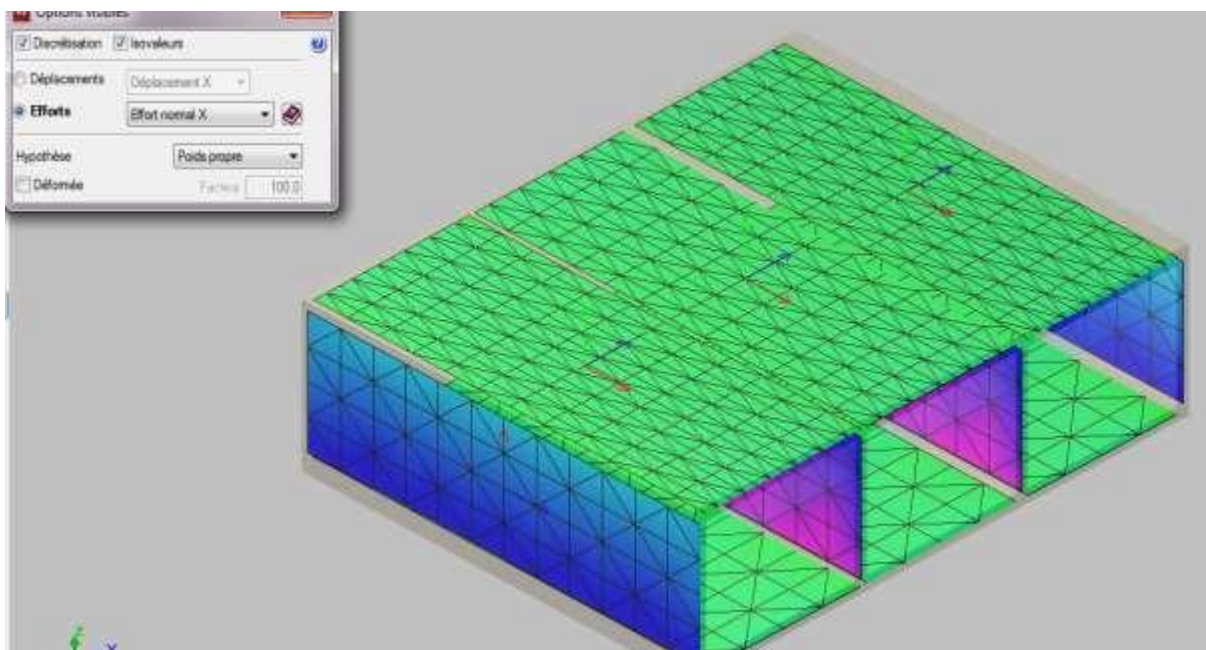 Options visibles
Discrétisation Isovaleurs
Déplacements Déplacement X
Efforts Effort normal X
Hypothèse Poids propre
Déformée Facteur 100.0
Z
Y